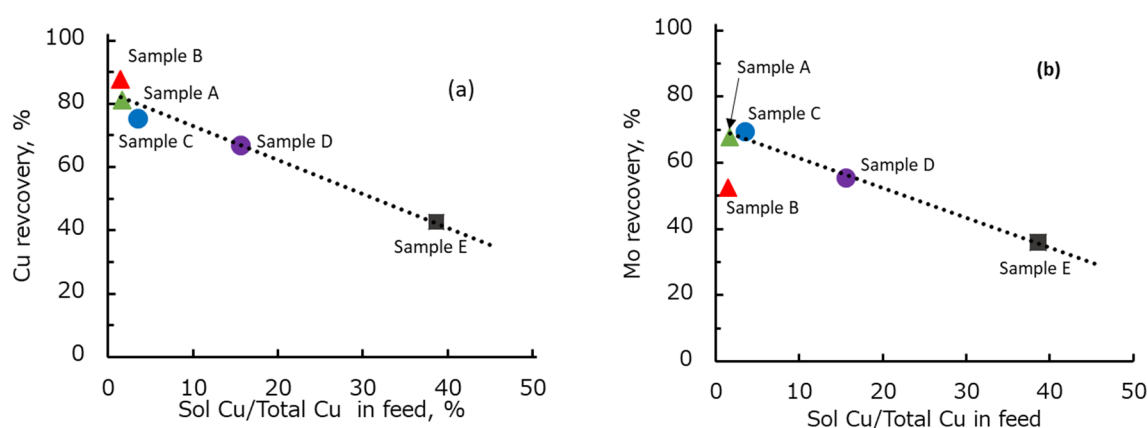 100
80
60
40
20
0
Cu revcovery, %
Sample B
Sample A
Sample C
Sample D
Sample E
(a)
0 10 20 30 40 50
Sol Cu/Total Cu in feed, %
100
80
60
40
20
0
Mo revcovery, %
Sample A
Sample C
Sample B
Sample D
Sample E
(b)
0 10 20 30 40 50
Sol Cu/Total Cu in feed